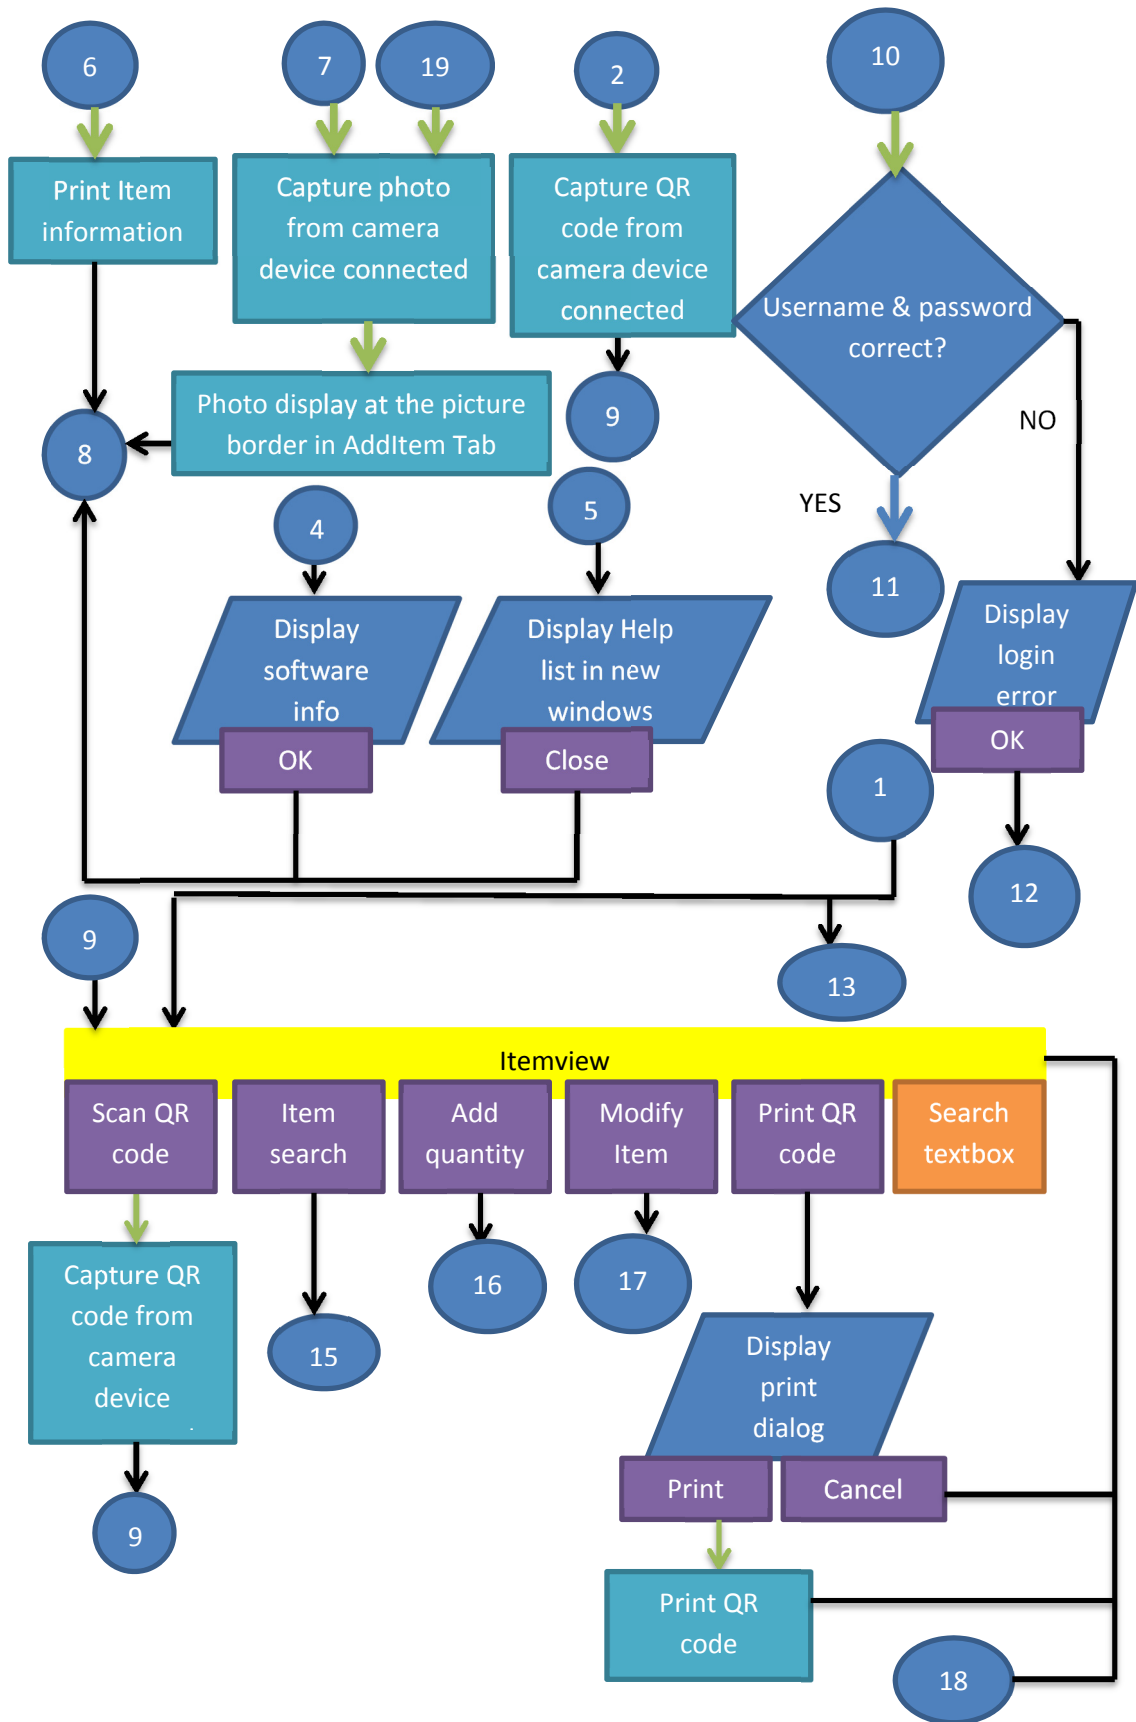 6
7
19
2
10
Print Item
information
Capture photo
from camera
device connected
Capture QR
code from
camera device
connected
Username & password
correct?
Photo display at the picture
border in AddItem Tab
8
9
NO
YES
4
5
11
Display
software
info
OK
Display Help
list in new
windows
Close
Display
login
error
OK
1
12
9
13
Itemview
Scan QR
code
Item
search
Add
quantity
Modify
Item
Print QR
code
Search
textbox
Capture QR
code from
camera
device
15
16
17
Display
print
dialog
Print
Cancel
9
Print QR
code
18